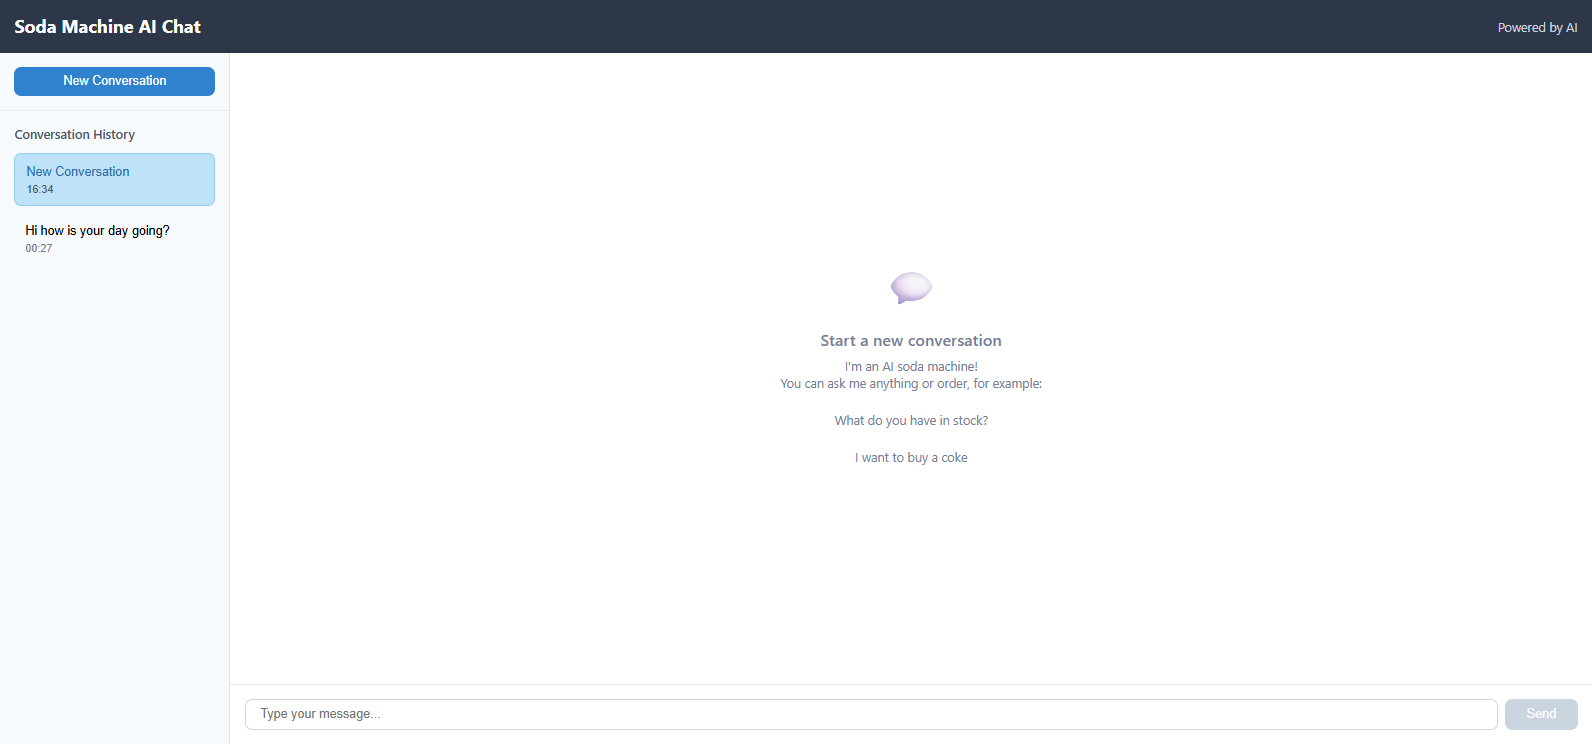 Soda Machine AI Chat
Powered by AI
New Conversation
Conversation History
New Conversation
16:34
Hi how is your day going?
00:27
Start a new conversation
I'm an AI soda machine!
You can ask me anything or order, for example:
What do you have in stock?
I want to buy a coke
Type your message...
Send